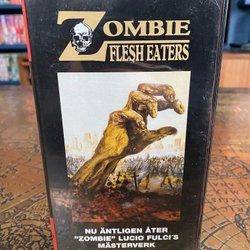 ZOMBIE
FLESH EATERS
NU ÄNTLIGEN ÅTER
"ZOMBIE" LUCIO FULCI'S
MÄSTERVERK